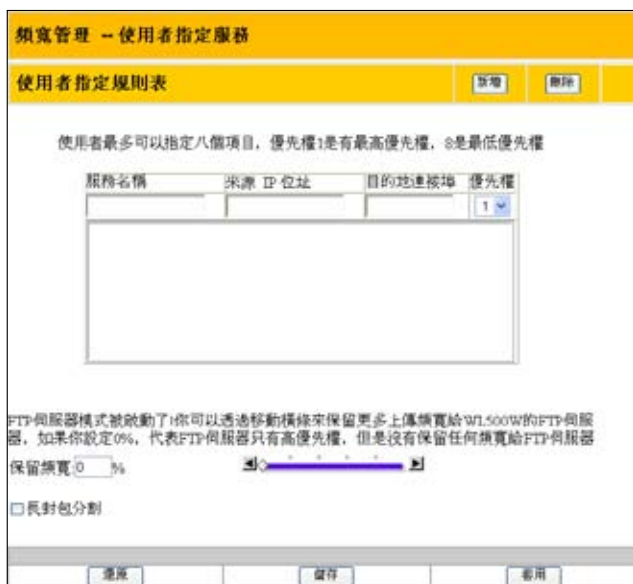 頻寬管理 -- 使用者指定服務
使用者指定規則表 新增 刪除
使用者最多可以指定八個項目, 優先權1是有最高優先權, 8是最低優先權
服務名稱 來源 IP 位址 目的地連接埠 優先權
1
FTP伺服器模式被啟動了!你可以透過移動橫條來保留更多上傳頻寬給WL500W的FTP伺服
器, 如果你設定0%, 代表FTP伺服器只有高優先權, 但是沒有保留任何頻寬給FTP伺服器
保留頻寬: 0 %
長封包分割
還原 儲存 套用